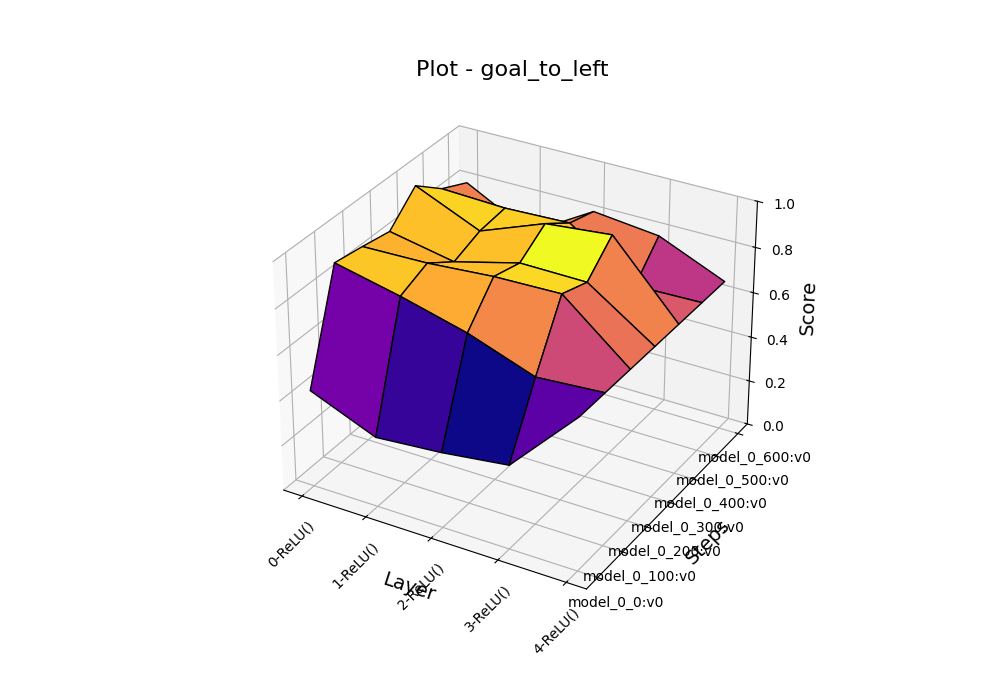 Plot - goal_to_left
1.0
0.8
0.6
0.4
0.2
0.0
Score
model_0_600:v0
model_0_500:v0
model_0_400:v0
model_0_300:v0
model_0_200:v0
model_0_100:v0
model_0_0:v0
Steps
0-ReLU()
1-ReLU()
2-ReLU()
3-ReLU()
4-ReLU()
Layer